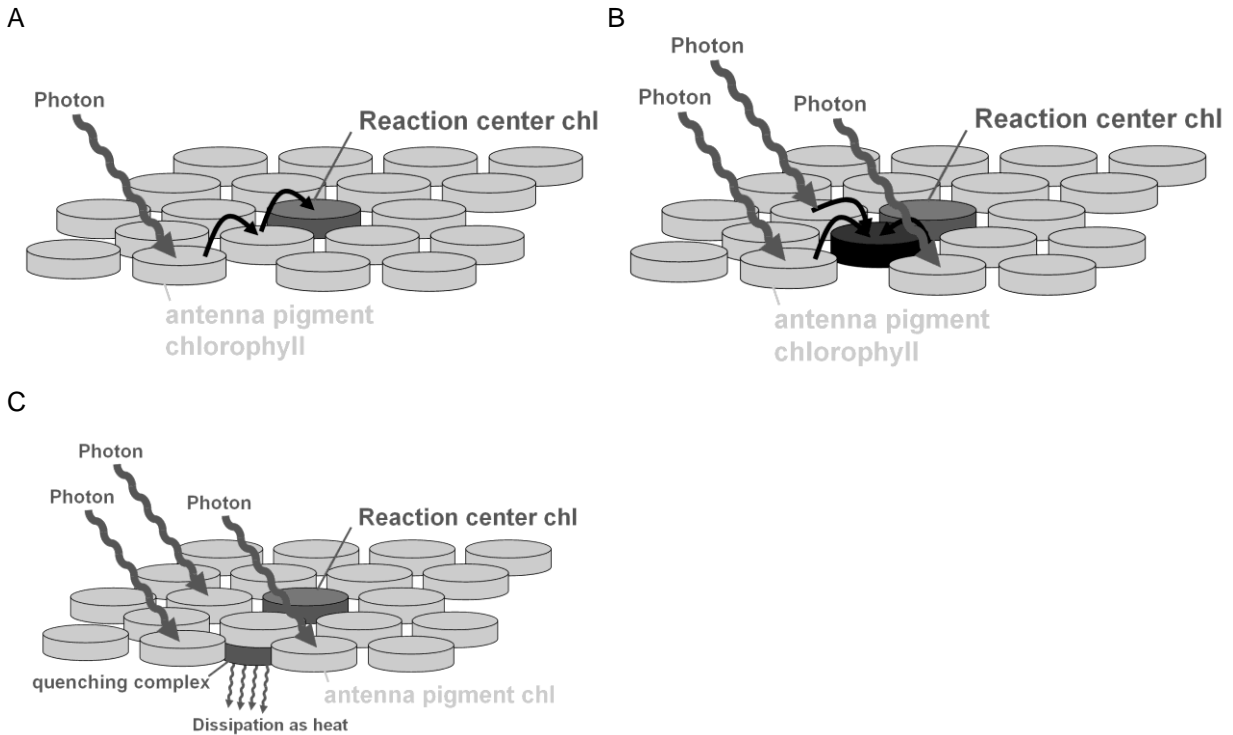 A
Photon
Reaction center chl
antenna pigment
chlorophyll
B
Photon
Photon
Photon
Reaction center chl
antenna pigment
chlorophyll
C
Photon
Photon
Photon
Reaction center chl
quenching complex
antenna pigment chl
Dissipation as heat